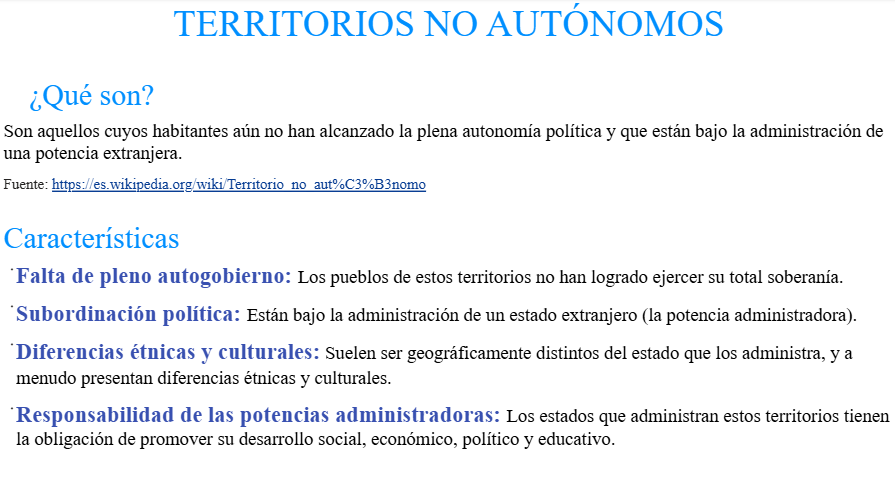 TERRITORIOS NO AUTÓNOMOS
¿Qué son?
Son aquellos cuyos habitantes aún no han alcanzado la plena autonomía política y que están bajo la administración de
una potencia extranjera.
Fuente: https://es.wikipedia.org/wiki/Territorio_no_aut%C3%B3nomo
Características
·Falta de pleno autogobierno: Los pueblos de estos territorios no han logrado ejercer su total soberanía.
·Subordinación política: Están bajo la administración de un estado extranjero (la potencia administradora).
·Diferencias étnicas y culturales: Suelen ser geográficamente distintos del estado que los administra, y a
menudo presentan diferencias étnicas y culturales.
·Responsabilidad de las potencias administradoras: Los estados que administran estos territorios tienen
la obligación de promover su desarrollo social, económico, político y educativo.